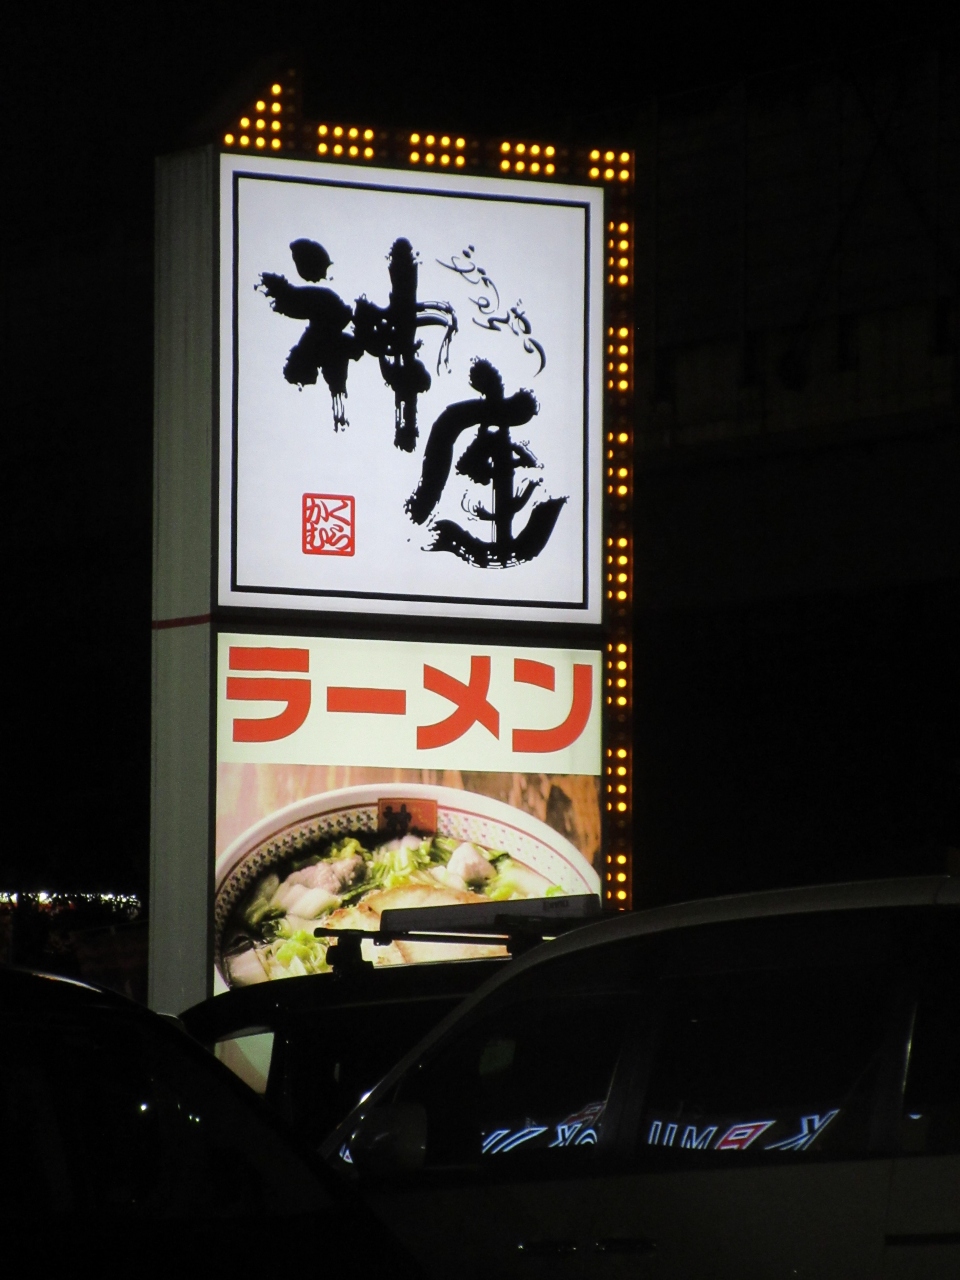 神座
どうとんぼり
かくむら
ラーメン